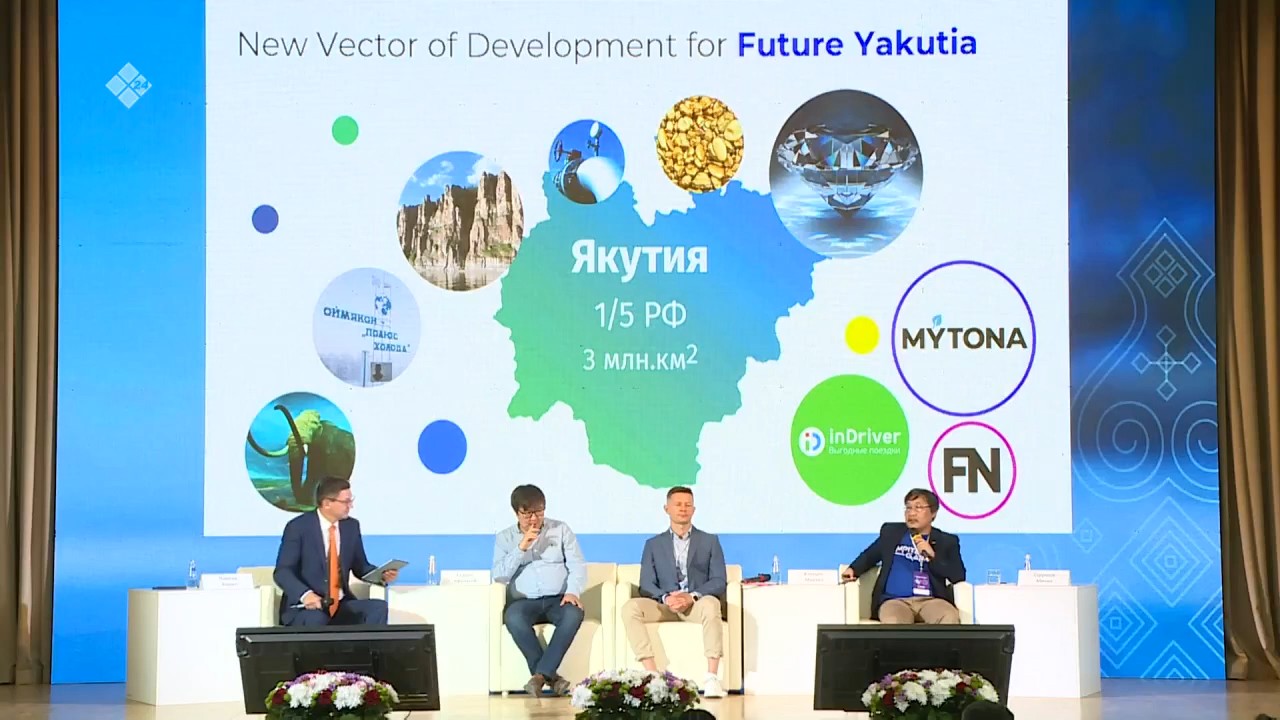 New Vector of Development for Future Yakutia
24
Якутия
1/5 РФ
3 млн.км²
ОЙМЯКОН
„ПОЛЮС
ХОЛОДА"
MYTONA
inDriver
Выгодные поездки
FN